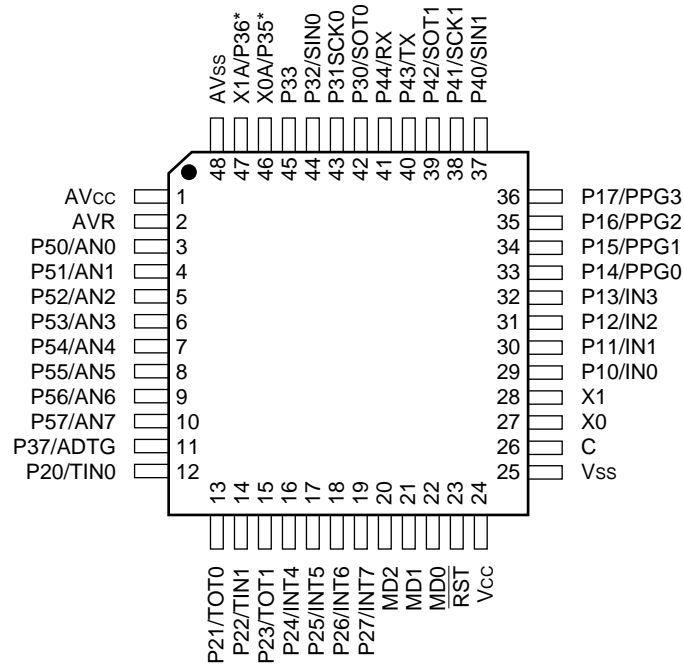 AVss
X1A/P36*
X0A/P35*
P33
P32/SIN0
P31SCK0
P30/SOT0
P44/RX
P43/TX
P42/SOT1
P41/SCK1
P40/SIN1
48
47
46
45
44
43
42
41
40
39
38
37
AVcc 1
AVR 2
P50/AN0 3
P51/AN1 4
P52/AN2 5
P53/AN3 6
P54/AN4 7
P55/AN5 8
P56/AN6 9
P57/AN7 10
P37/ADTG 11
P20/TIN0 12
36 P17/PPG3
35 P16/PPG2
34 P15/PPG1
33 P14/PPG0
32 P13/IN3
31 P12/IN2
30 P11/IN1
29 P10/IN0
28 X1
27 X0
26 C
25 Vss
13
14
15
16
17
18
19
20
21
22
23
24
P21/TOT0
P22/TIN1
P23/TOT1
P24/INT4
P25/INT5
P26/INT6
P27/INT7
MD2
MD1
MD0
RST
Vcc